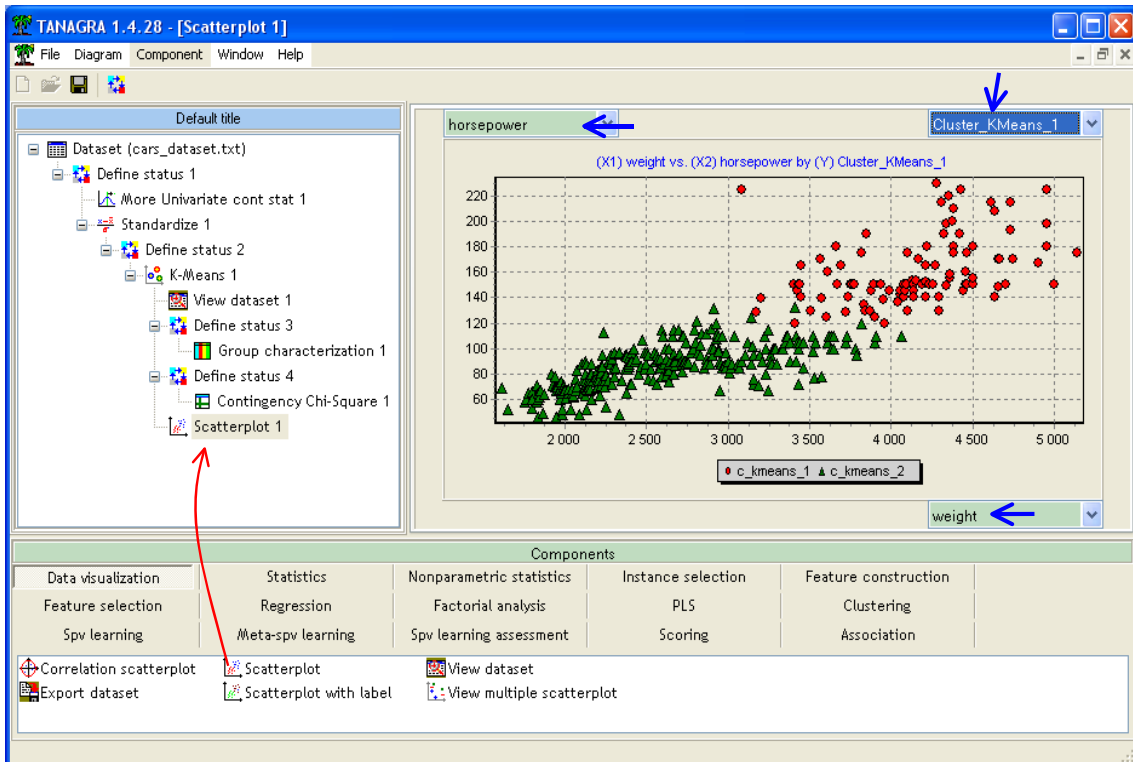 TANAGRA 1.4.28 - [Scatterplot 1]
File Diagram Component Window Help
Default title
Dataset (cars_dataset.txt)
Define status 1
More Univariate cont stat 1
Standardize 1
Define status 2
K-Means 1
View dataset 1
Define status 3
Group characterization 1
Define status 4
Contingency Chi-Square 1
Scatterplot 1
horsepower
Cluster_KMeans_1
(X1) weight vs. (X2) horsepower by (Y) Cluster_KMeans_1
220
200
180
160
140
120
100
80
60
2 000 2 500 3 000 3 500 4 000 4 500 5 000
c_kmeans_1 c_kmeans_2
weight
Components
Data visualization Statistics Nonparametric statistics Instance selection Feature construction
Feature selection Regression Factorial analysis PLS Clustering
Spv learning Meta-spv learning Spv learning assessment Scoring Association
Correlation scatterplot Scatterplot View dataset
Export dataset Scatterplot with label View multiple scatterplot